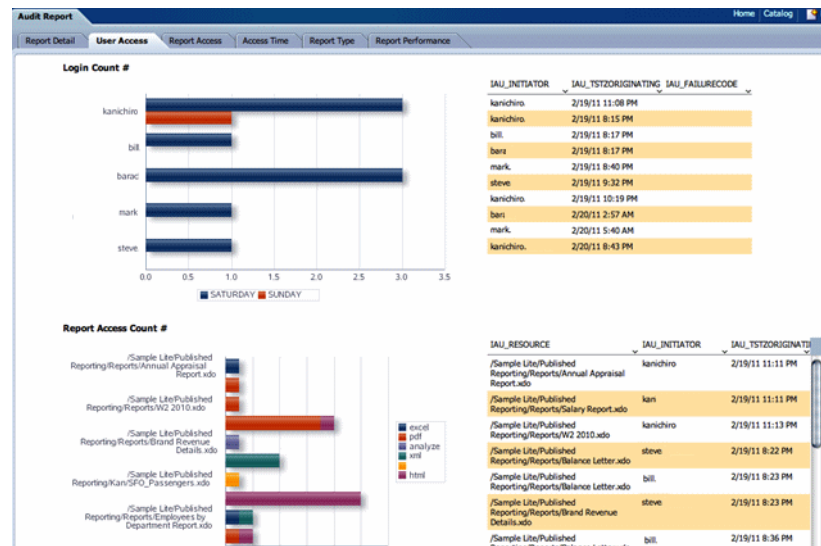 Audit Report
Home Catalog
Report Detail User Access Report Access Access Time Report Type Report Performance
Login Count #
kanichiro
bill
barac
mark
steve
0.0 0.5 1.0 1.5 2.0 2.5 3.0 3.5
SATURDAY SUNDAY
IAU_INITIATOR IAU_TSTZORIGINATING IAU_FAILURECODE
kanichiro. 2/19/11 11:08 PM
kanichiro. 2/19/11 8:15 PM
bill. 2/19/11 8:17 PM
bara 2/19/11 8:17 PM
mark. 2/19/11 8:40 PM
steve 2/19/11 9:32 PM
kanichiro 2/19/11 10:19 PM
bara 2/20/11 2:57 AM
mark. 2/20/11 5:40 AM
kanichiro. 2/20/11 8:43 PM
Report Access Count #
/Sample Lite/Published
Reporting/Reports/Annual Appraisal
Report.xdo
/Sample Lite/Published
Reporting/Reports/W2 2010.xdo
/Sample Lite/Published
Reporting/Reports/Brand Revenue
Details.xdo
/Sample Lite/Published
Reporting/Kan/SFO_Passengers.xdo
/Sample Lite/Published
Reporting/Reports/Employees by
Department Report.xdo
excel
pdf
analyze
xml
html
IAU_RESOURCE IAU_INITIATOR IAU_TSTZORIGINATI
/Sample Lite/Published kanichiro 2/19/11 11:11 PM
Reporting/Reports/Annual Appraisal
Report.xdo
/Sample Lite/Published kan 2/19/11 11:11 PM
Reporting/Reports/Salary Report.xdo
/Sample Lite/Published kanichiro 2/19/11 11:13 PM
Reporting/Reports/W2 2010.xdo
/Sample Lite/Published steve 2/19/11 8:22 PM
Reporting/Reports/Balance Letter.xdo
/Sample Lite/Published bill. 2/19/11 8:23 PM
Reporting/Reports/Balance Letter.xdo
/Sample Lite/Published steve 2/19/11 8:23 PM
Reporting/Reports/Brand Revenue
Details.xdo
/Sample Lite/Published bill. 2/19/11 8:36 PM